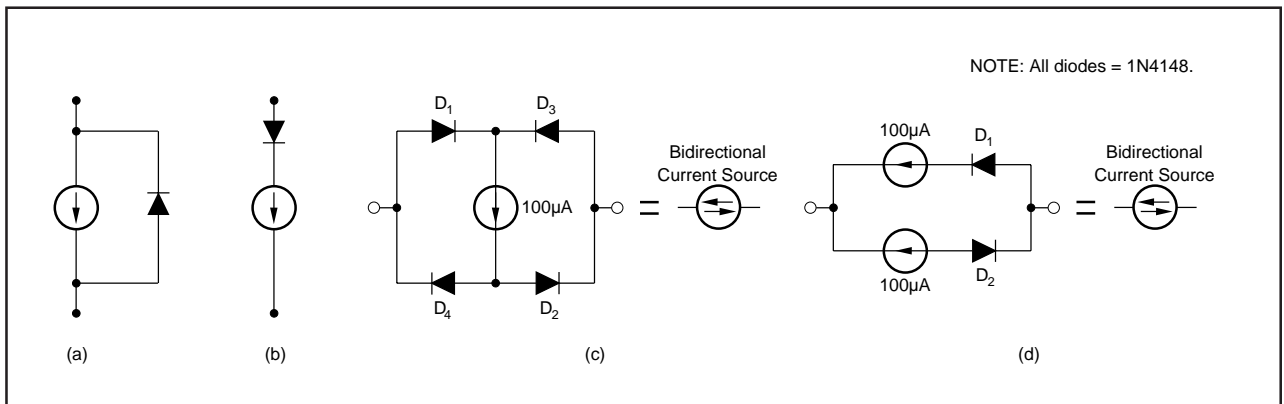 NOTE: All diodes = 1N4148.
D1
D3
100µA
D4
D2
Bidirectional
Current Source
=
100µA
D1
100µA
D2
Bidirectional
Current Source
=
(a)
(b)
(c)
(d)